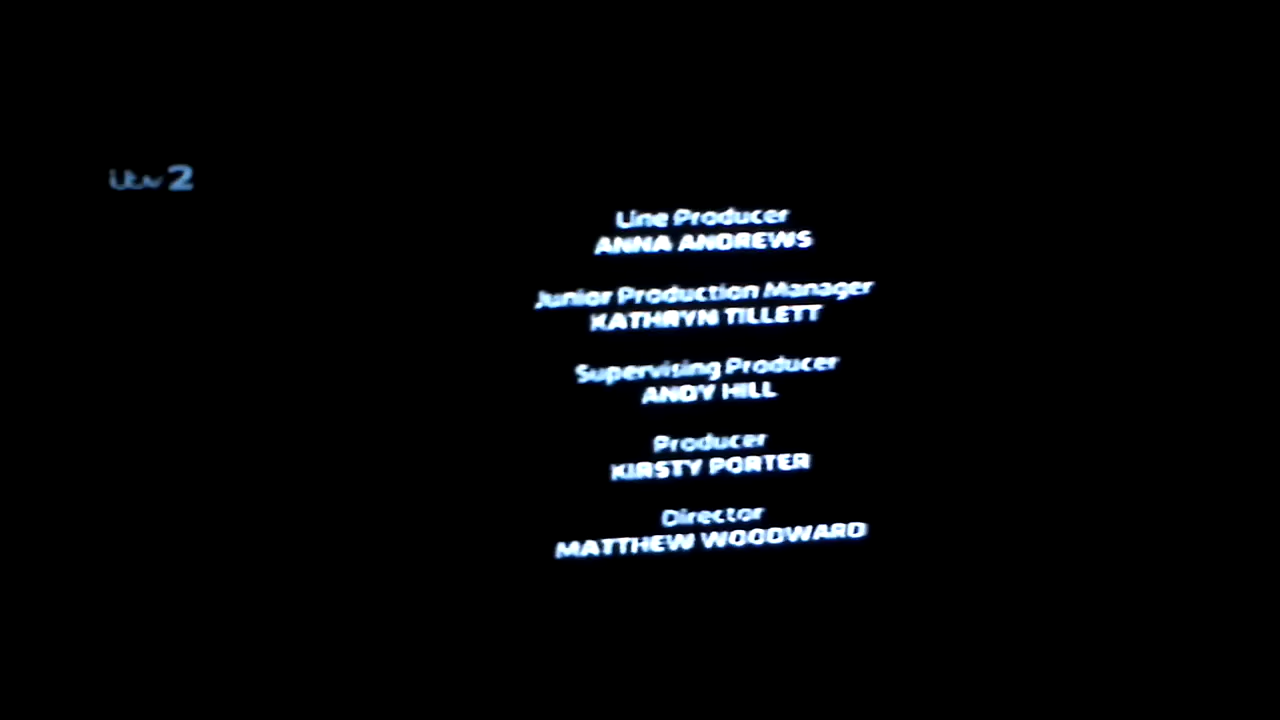 itv2
Line Producer
ANNA ANDREWS
Junior Production Manager
KATHRYN TILLETT
Supervising Producer
ANDY HILL
Producer
KIRSTY PORTER
Director
MATTHEW WOODWARD